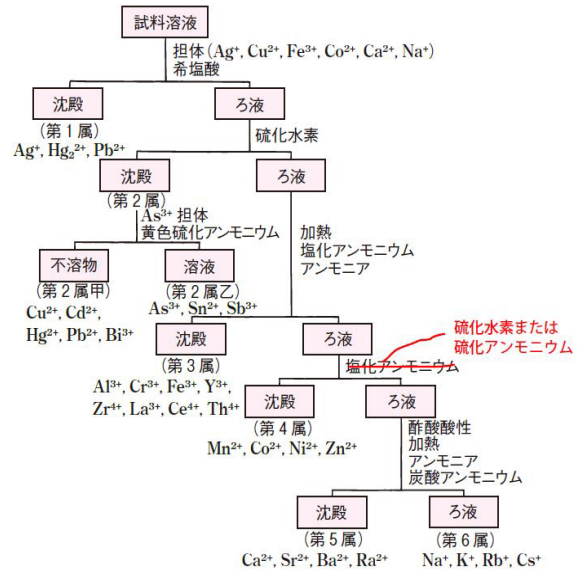 試料溶液
担体(Ag⁺, Cu²⁺, Fe³⁺, Co²⁺, Ca²⁺, Na⁺)
希塩酸
沈殿
ろ液
(第1属)
Ag⁺, Hg₂²⁺, Pb²⁺
硫化水素
沈殿
ろ液
(第2属)
As³⁺ 担体
黄色硫化アンモニウム
加熱
塩化アンモニウム
アンモニア
不溶物
溶液
(第2属甲)
(第2属乙)
Cu²⁺, Cd²⁺,
Hg²⁺, Pb²⁺, Bi³⁺
As³⁺, Sn²⁺, Sb³⁺
沈殿
ろ液
(第3属)
Al³⁺, Cr³⁺, Fe³⁺, Y³⁺,
Zr⁴⁺, La³⁺, Ce⁴⁺, Th⁴⁺
塩化アンモニウム
硫化水素または
硫化アンモニウム
沈殿
ろ液
(第4属)
Mn²⁺, Co²⁺, Ni²⁺, Zn²⁺
酢酸酸性
加熱
アンモニア
炭酸アンモニウム
沈殿
ろ液
(第5属)
(第6属)
Ca²⁺, Sr²⁺, Ba²⁺, Ra²⁺
Na⁺, K⁺, Rb⁺, Cs⁺